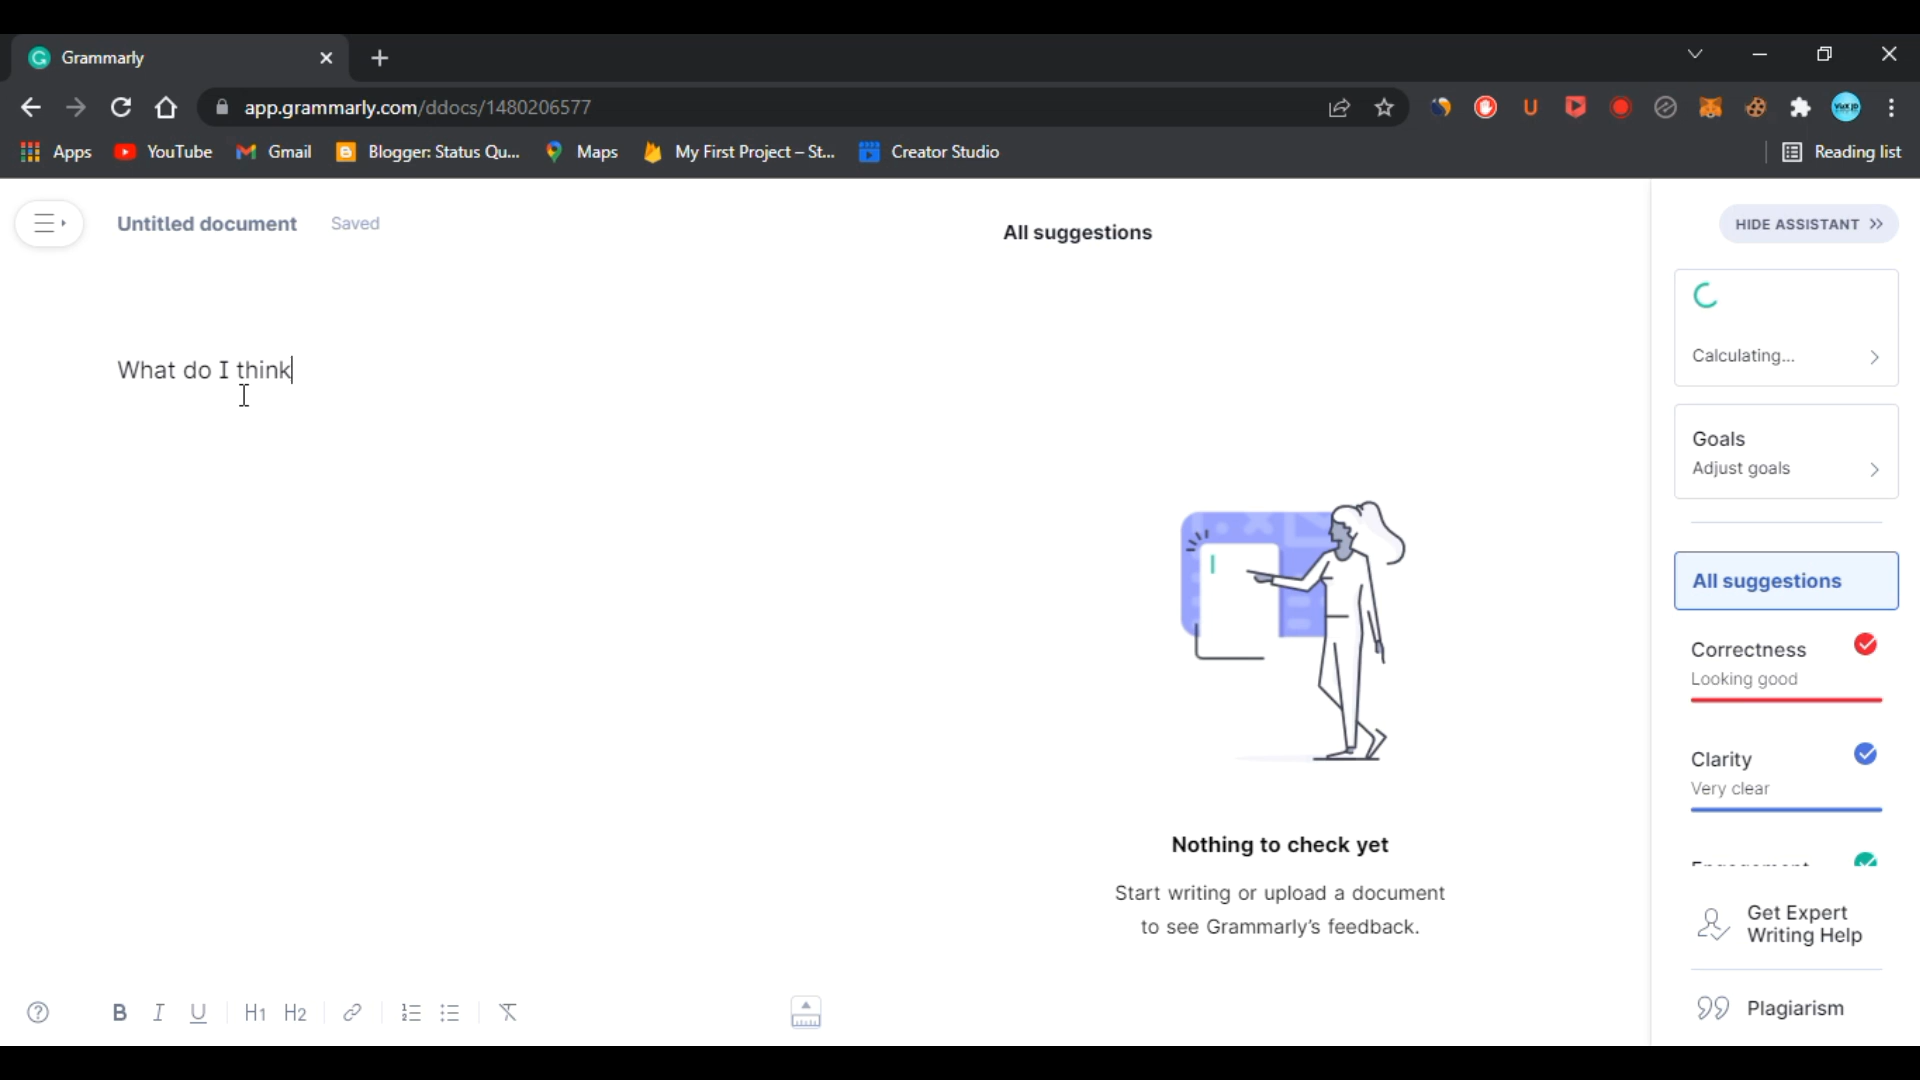 Grammarly
app.grammarly.com/ddocs/1480206577
Apps YouTube Gmail Blogger: Status Qu... Maps My First Project – St... Creator Studio Reading list
Untitled document Saved
All suggestions
HIDE ASSISTANT
What do I think
Calculating...
Goals
Adjust goals
All suggestions
Correctness
Looking good
Clarity
Very clear
Nothing to check yet
Start writing or upload a document
to see Grammarly's feedback.
Get Expert
Writing Help
B I U H1 H2
Plagiarism